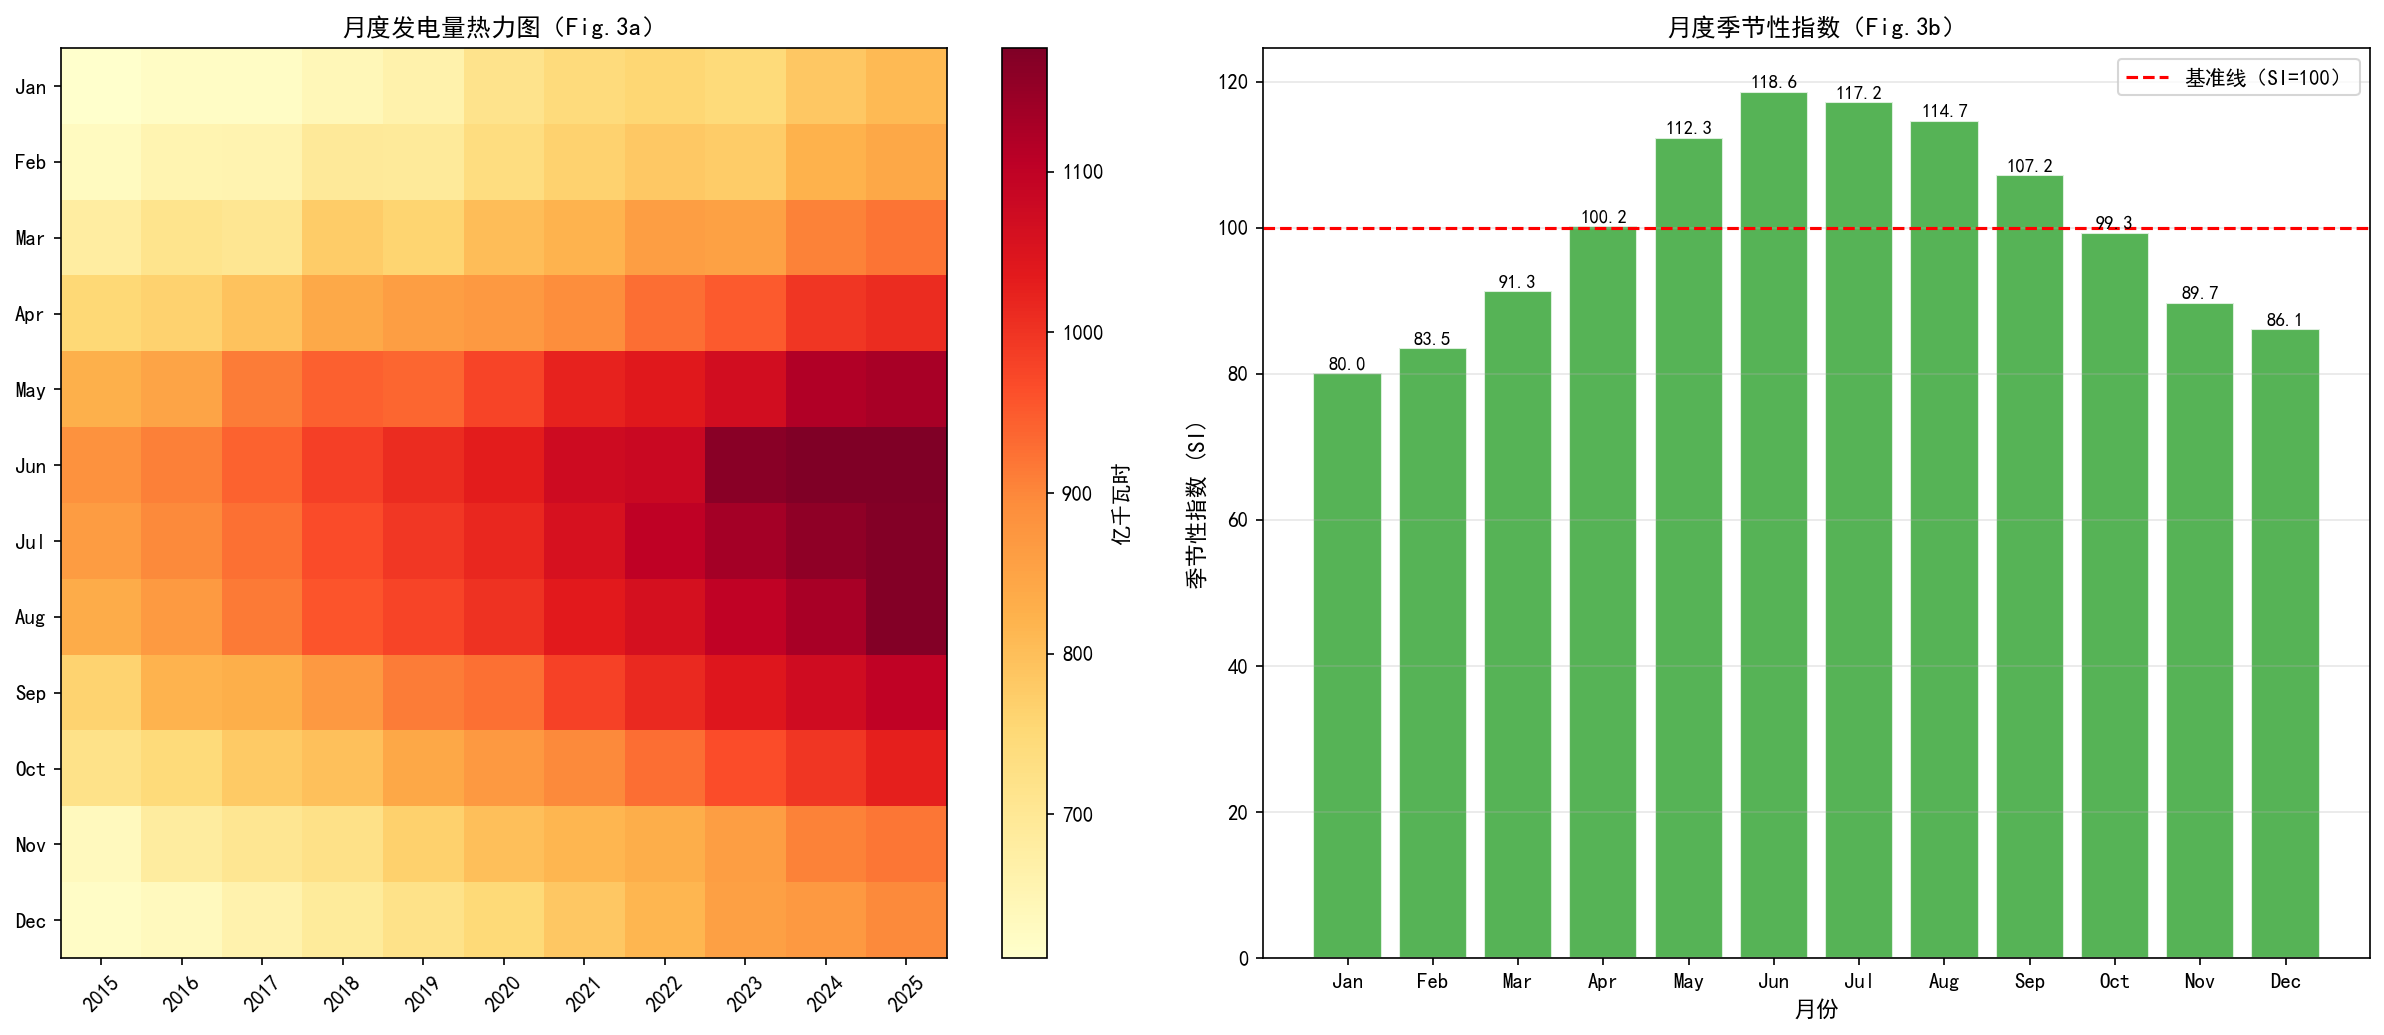 月度发电量热力图（Fig.3a）
Jan
Feb
Mar
Apr
May
Jun
Jul
Aug
Sep
Oct
Nov
Dec
2015 2016 2017 2018 2019 2020 2021 2022 2023 2024 2025
1100
1000
900
800
700
亿千瓦时
月度季节性指数（Fig.3b）
基准线（SI=100）
季节性指数（SI）
120
100
80
60
40
20
0
80.0
83.5
91.3
100.2
112.3
118.6
117.2
114.7
107.2
99.3
89.7
86.1
Jan Feb Mar Apr May Jun Jul Aug Sep Oct Nov Dec
月份